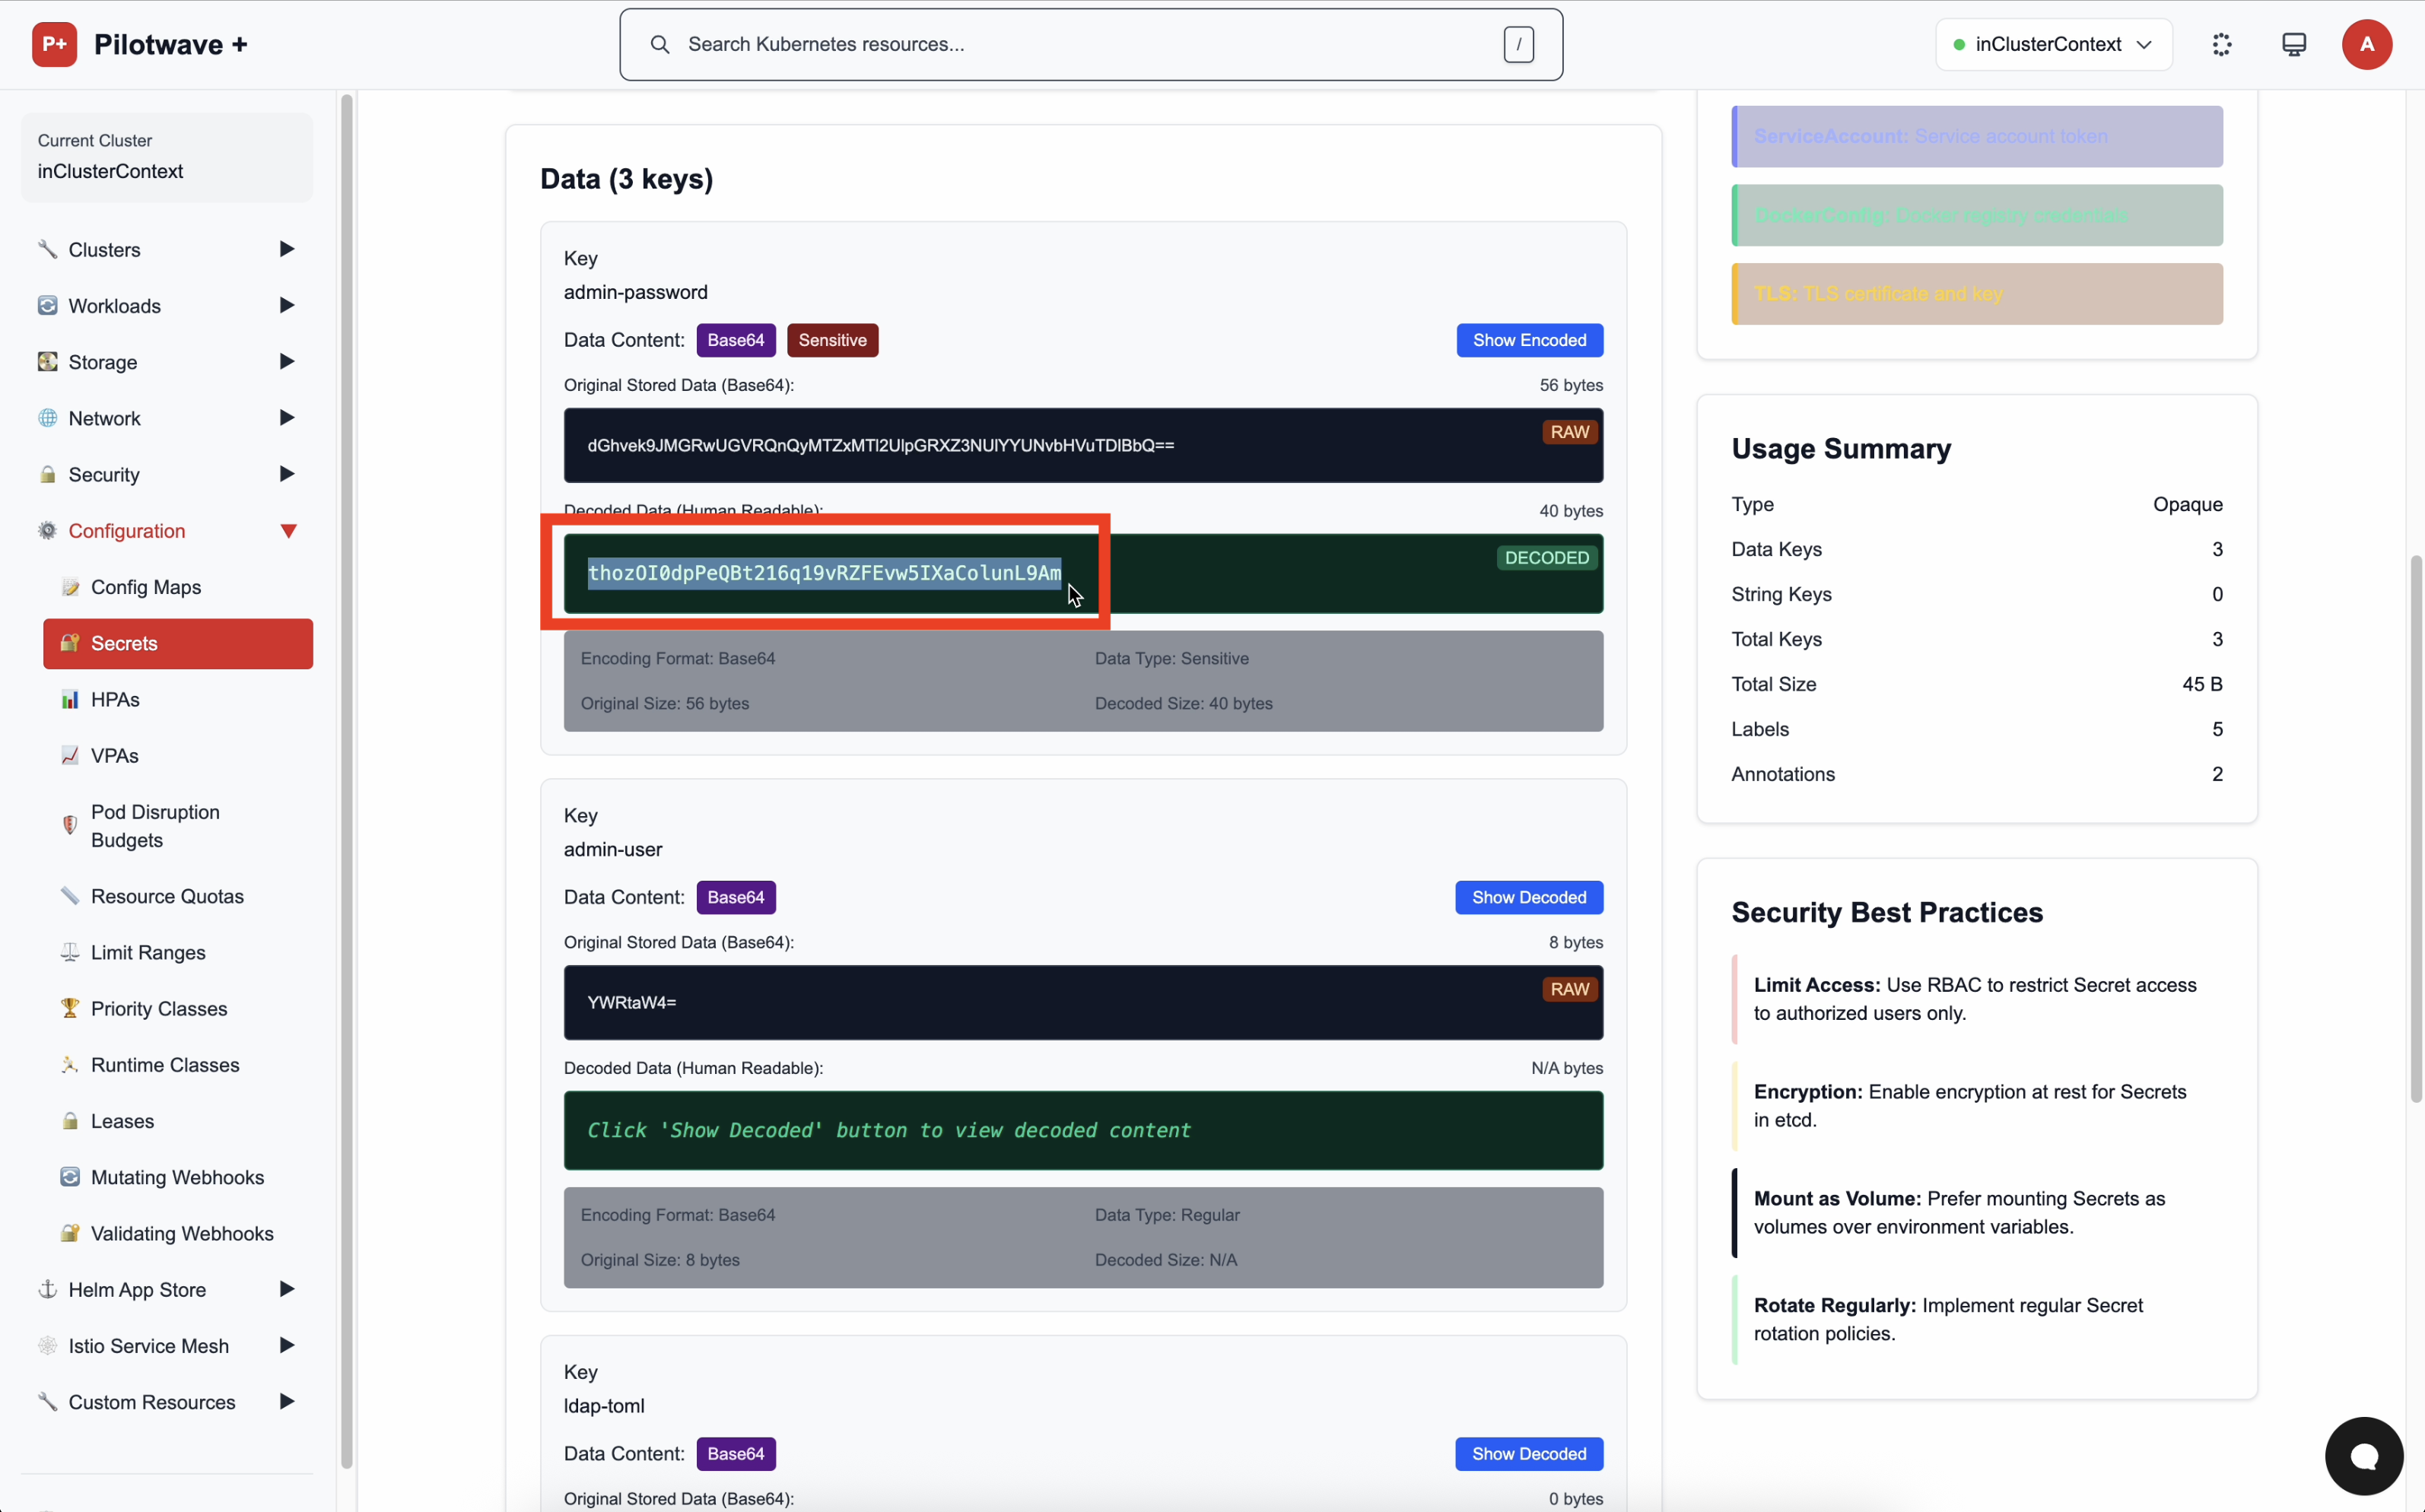 P+ Pilotwave +
Search Kubernetes resources... /
inClusterContext
A
Current Cluster
inClusterContext
Clusters
Workloads
Storage
Network
Security
Configuration
Config Maps
Secrets
HPAs
VPAs
Pod Disruption
Budgets
Resource Quotas
Limit Ranges
Priority Classes
Runtime Classes
Leases
Mutating Webhooks
Validating Webhooks
Helm App Store
Istio Service Mesh
Custom Resources
Data (3 keys)
Key
admin-password
Data Content: Base64 Sensitive Show Encoded
Original Stored Data (Base64): 56 bytes
RAW
dGhvek9JMGRwUGVRQnQyMTZxMTl2UlpGRXZ3NUlYYUNvbHVuTDlBbQ==
Decoded Data (Human Readable): 40 bytes
DECODED
thozOI0dpPeQBt216q19vRZFEvw5IXaColunL9Am
Encoding Format: Base64 Data Type: Sensitive
Original Size: 56 bytes Decoded Size: 40 bytes
Key
admin-user
Data Content: Base64 Show Decoded
Original Stored Data (Base64): 8 bytes
RAW
YWRtaW4=
Decoded Data (Human Readable): N/A bytes
Click 'Show Decoded' button to view decoded content
Encoding Format: Base64 Data Type: Regular
Original Size: 8 bytes Decoded Size: N/A
Key
ldap-toml
Data Content: Base64 Show Decoded
Original Stored Data (Base64): 0 bytes
ServiceAccount: Service account token
DockerConfig: Docker registry credentials
TLS: TLS certificate and key
Usage Summary
Type Opaque
Data Keys 3
String Keys 0
Total Keys 3
Total Size 45 B
Labels 5
Annotations 2
Security Best Practices
Limit Access: Use RBAC to restrict Secret access
to authorized users only.
Encryption: Enable encryption at rest for Secrets
in etcd.
Mount as Volume: Prefer mounting Secrets as
volumes over environment variables.
Rotate Regularly: Implement regular Secret
rotation policies.